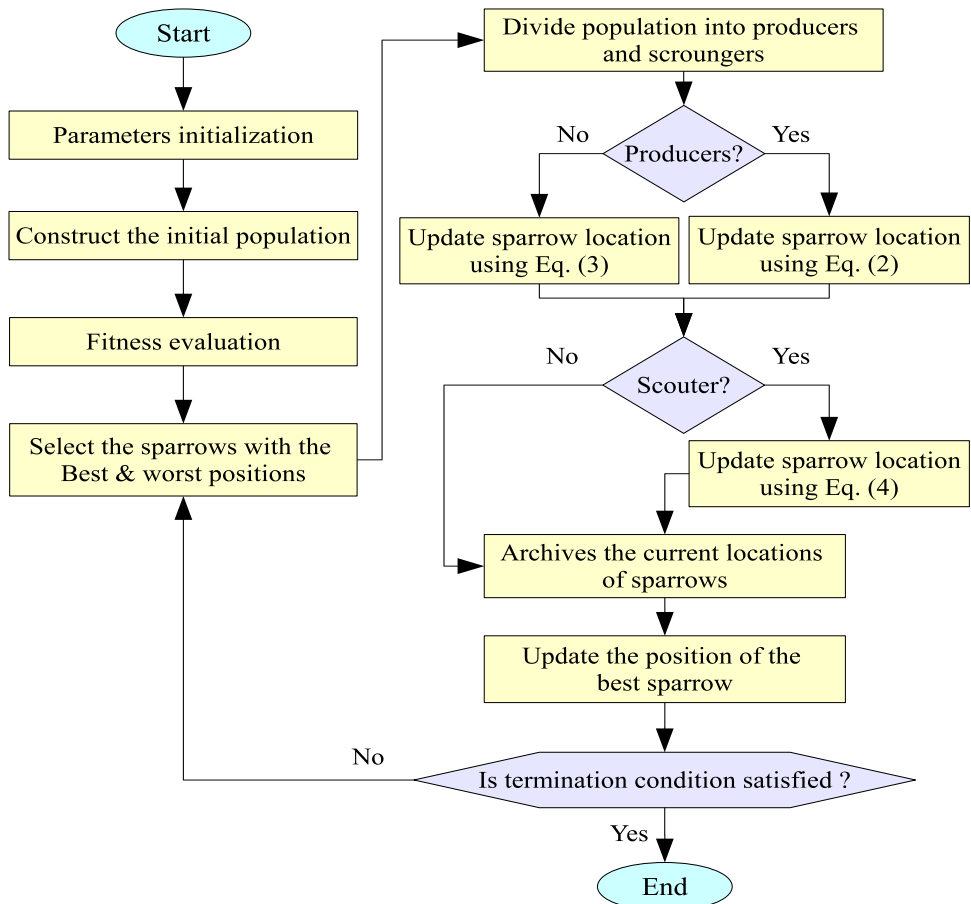 Start
Parameters initialization
Construct the initial population
Fitness evaluation
Select the sparrows with the
Best & worst positions
Divide population into producers
and scroungers
Producers?
No
Yes
Update sparrow location
using Eq. (3)
Update sparrow location
using Eq. (2)
Scouter?
No
Yes
Update sparrow location
using Eq. (4)
Archives the current locations
of sparrows
Update the position of the
best sparrow
Is termination condition satisfied ?
No
Yes
End